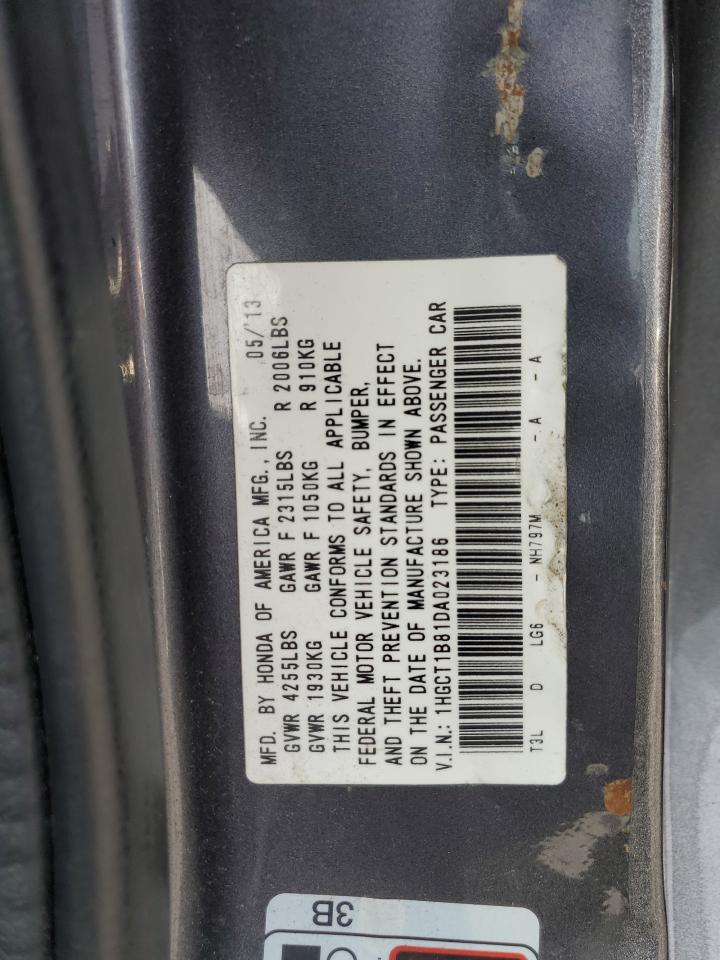 MFD. BY HONDA OF AMERICA MFG., INC. 05/'13
GVWR 4255LBS GAWR F 2315LBS R 2006LBS
GVWR 1930KG GAWR F 1050KG R 910KG
THIS VEHICLE CONFORMS TO ALL APPLICABLE
FEDERAL MOTOR VEHICLE SAFETY, BUMPER,
AND THEFT PREVENTION STANDARDS IN EFFECT
ON THE DATE OF MANUFACTURE SHOWN ABOVE.
V.I.N.: 1HGCT1B81DA023186 TYPE: PASSENGER CAR
T3L D LG6 - NH797M - A - A
3B